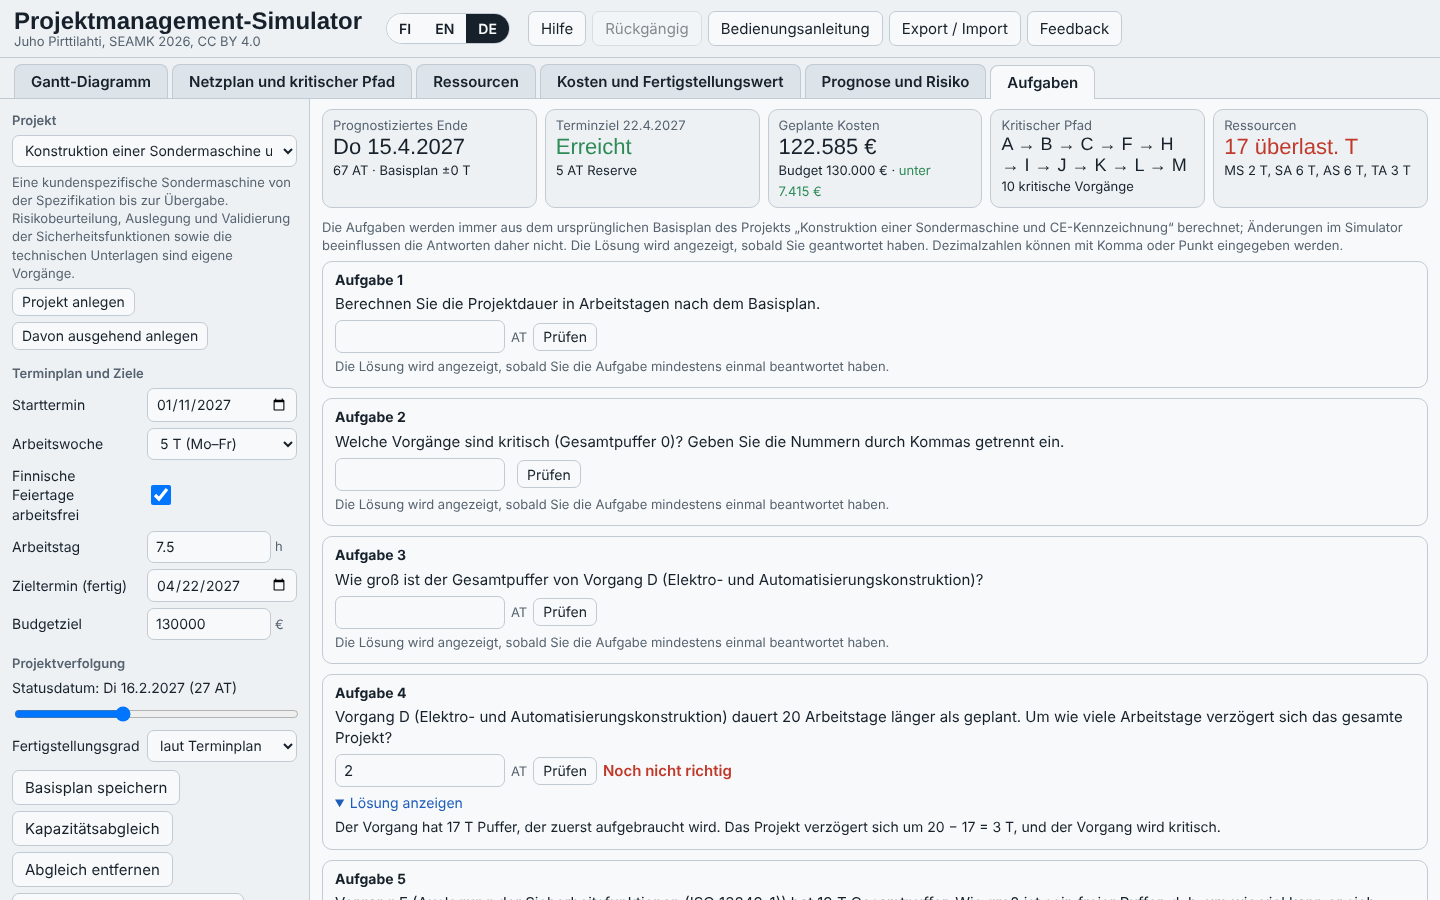 Projektmanagement-Simulator
Juho Pirttilahti, SEAMK 2026, CC BY 4.0
FI EN DE
Hilfe
Rückgängig
Bedienungsanleitung
Export / Import
Feedback
Gantt-Diagramm
Netzplan und kritischer Pfad
Ressourcen
Kosten und Fertigstellungswert
Prognose und Risiko
Aufgaben
Projekt
Konstruktion einer Sondermaschine u
Eine kundenspezifische Sondermaschine von
der Spezifikation bis zur Übergabe.
Risikobeurteilung, Auslegung und Validierung
der Sicherheitsfunktionen sowie die
technischen Unterlagen sind eigene
Vorgänge.
Projekt anlegen
Davon ausgehend anlegen
Terminplan und Ziele
Starttermin 01/11/2027
Arbeitswoche 5 T (Mo–Fr)
Finnische
Feiertage
arbeitsfrei
Arbeitstag 7.5 h
Zieltermin (fertig) 04/22/2027
Budgetziel 130000 €
Projektverfolgung
Statusdatum: Di 16.2.2027 (27 AT)
Fertigstellungsgrad laut Terminplan
Basisplan speichern
Kapazitätsabgleich
Abgleich entfernen
Prognostiziertes Ende
Do 15.4.2027
67 AT · Basisplan ±0 T
Terminziel 22.4.2027
Erreicht
5 AT Reserve
Geplante Kosten
122.585 €
Budget 130.000 € · unter
7.415 €
Kritischer Pfad
A → B → C → F → H
→ I → J → K → L → M
10 kritische Vorgänge
Ressourcen
17 überlast. T
MS 2 T, SA 6 T, AS 6 T, TA 3 T
Die Aufgaben werden immer aus dem ursprünglichen Basisplan des Projekts „Konstruktion einer Sondermaschine und CE-Kennzeichnung“ berechnet; Änderungen im Simulator
beeinflussen die Antworten daher nicht. Die Lösung wird angezeigt, sobald Sie geantwortet haben. Dezimalzahlen können mit Komma oder Punkt eingegeben werden.
Aufgabe 1
Berechnen Sie die Projektdauer in Arbeitstagen nach dem Basisplan.
AT Prüfen
Die Lösung wird angezeigt, sobald Sie die Aufgabe mindestens einmal beantwortet haben.
Aufgabe 2
Welche Vorgänge sind kritisch (Gesamtpuffer 0)? Geben Sie die Nummern durch Kommas getrennt ein.
Prüfen
Die Lösung wird angezeigt, sobald Sie die Aufgabe mindestens einmal beantwortet haben.
Aufgabe 3
Wie groß ist der Gesamtpuffer von Vorgang D (Elektro- und Automatisierungskonstruktion)?
AT Prüfen
Die Lösung wird angezeigt, sobald Sie die Aufgabe mindestens einmal beantwortet haben.
Aufgabe 4
Vorgang D (Elektro- und Automatisierungskonstruktion) dauert 20 Arbeitstage länger als geplant. Um wie viele Arbeitstage verzögert sich das gesamte
Projekt?
2 AT Prüfen Noch nicht richtig
▼ Lösung anzeigen
Der Vorgang hat 17 T Puffer, der zuerst aufgebraucht wird. Das Projekt verzögert sich um 20 − 17 = 3 T, und der Vorgang wird kritisch.
Aufgabe 5